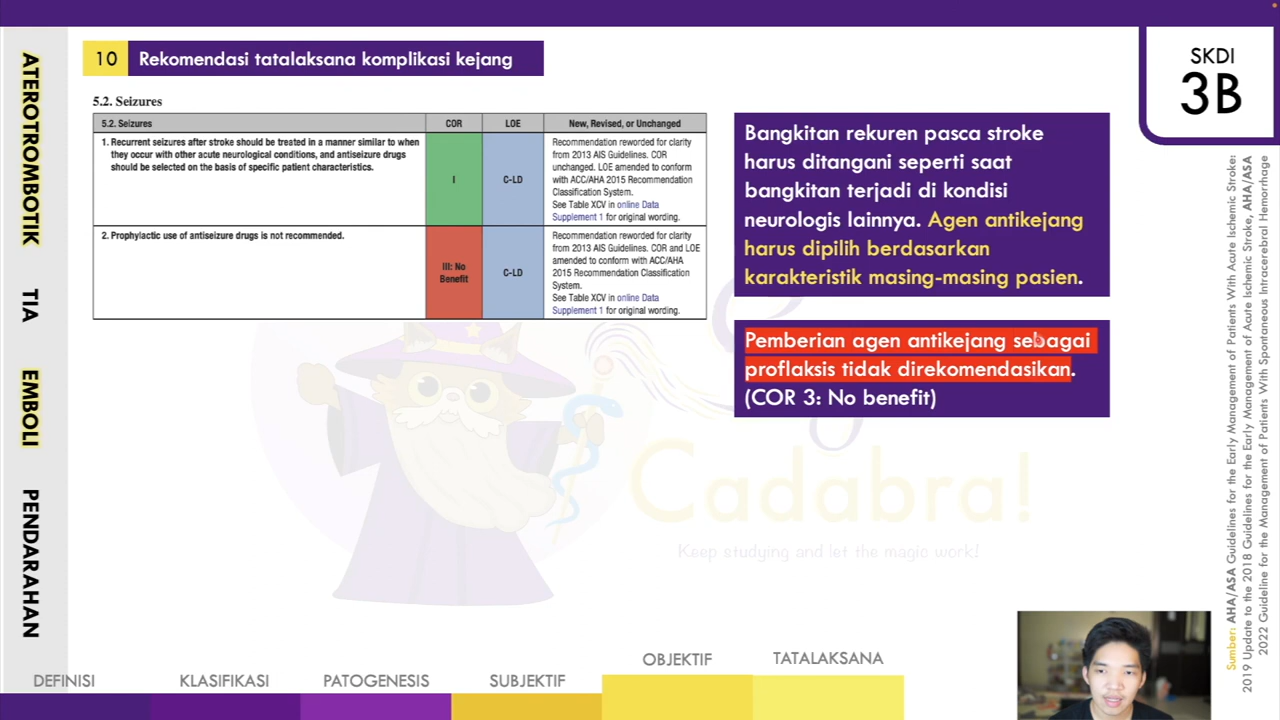 10 Rekomendasi tatalaksana komplikasi kejang
SKDI
3B
5.2. Seizures
5.2. Seizures COR LOE New, Revised, or Unchanged
1. Recurrent seizures after stroke should be treated in a manner similar to when
they occur with other acute neurological conditions, and antiseizure drugs
should be selected on the basis of specific patient characteristics.
I
C-LD
Recommendation reworded for clarity
from 2013 AIS Guidelines. COR
unchanged. LOE amended to conform
with ACC/AHA 2015 Recommendation
Classification System.
See Table XCV in online Data
Supplement 1 for original wording.
2. Prophylactic use of antiseizure drugs is not recommended.
III: No
Benefit
C-LD
Recommendation reworded for clarity
from 2013 AIS Guidelines. COR and LOE
amended to conform with ACC/AHA
2015 Recommendation Classification
System.
See Table XCV in online Data
Supplement 1 for original wording.
Bangkitan rekuren pasca stroke
harus ditangani seperti saat
bangkitan terjadi di kondisi
neurologis lainnya. Agen antikejang
harus dipilih berdasarkan
karakteristik masing-masing pasien.
Pemberian agen antikejang sebagai
proflaksis tidak direkomendasikan.
(COR 3: No benefit)
Cadabra!
Keep studying and let the magic work!
ATEROTROMBOTIK
TIA
EMBOLI
PENDARAHAN
Sumber: AHA/ASA Guidelines for the Early Management of Patients With Acute Ischemic Stroke:
2019 Update to the 2018 Guidelines for the Early Management of Acute Ischemic Stroke, AHA/ASA
2022 Guideline for the Management of Patients With Spontaneous Intracerebral Hemorrhage
DEFINISI
KLASIFIKASI
PATOGENESIS
SUBJEKTIF
OBJEKTIF
TATALAKSANA